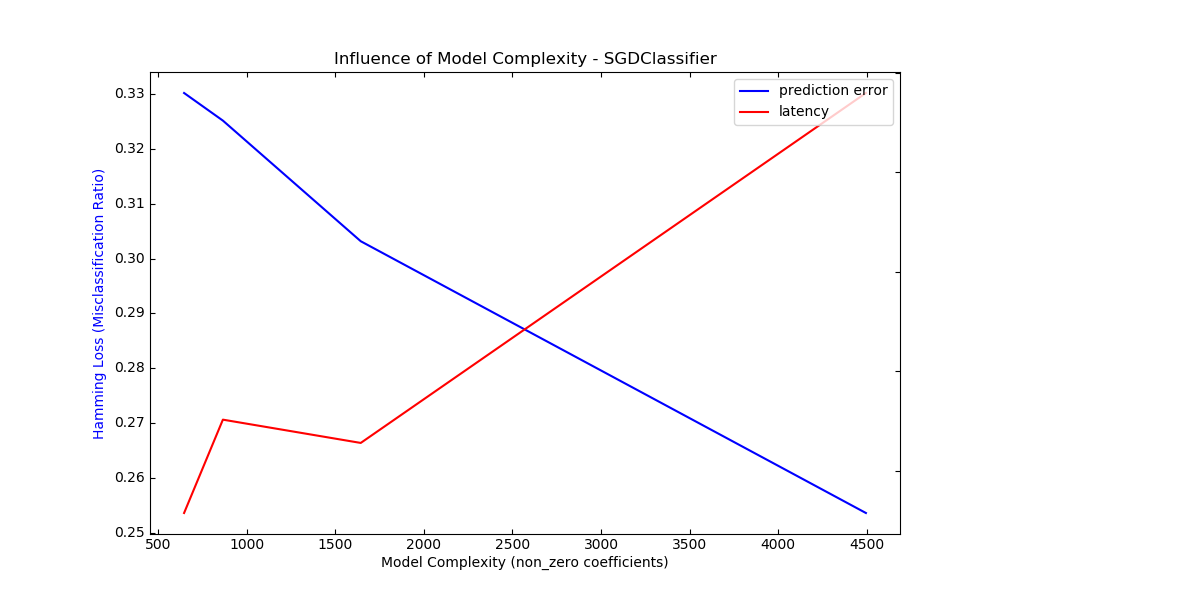 Influence of Model Complexity - SGDClassifier
prediction error
latency
0.33
0.32
0.31
0.30
0.29
0.28
0.27
0.26
0.25
Hamming Loss (Misclassification Ratio)
500 1000 1500 2000 2500 3000 3500 4000 4500
Model Complexity (non_zero coefficients)